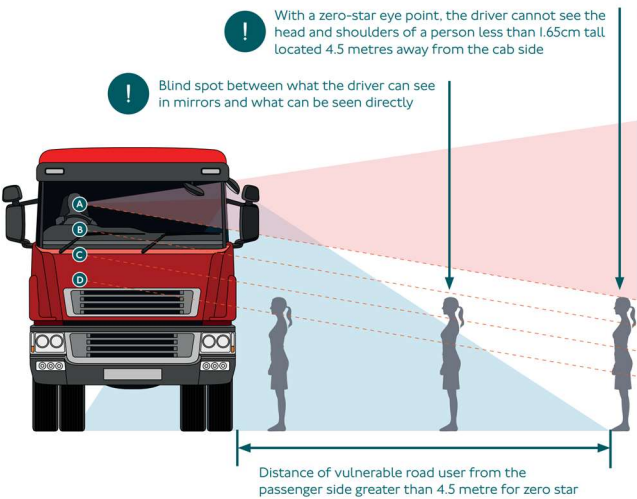 With a zero-star eye point, the driver cannot see the
head and shoulders of a person less than 1.65cm tall
located 4.5 metres away from the cab side
Blind spot between what the driver can see
in mirrors and what can be seen directly
A
B
C
D
Distance of vulnerable road user from the
passenger side greater than 4.5 metre for zero star